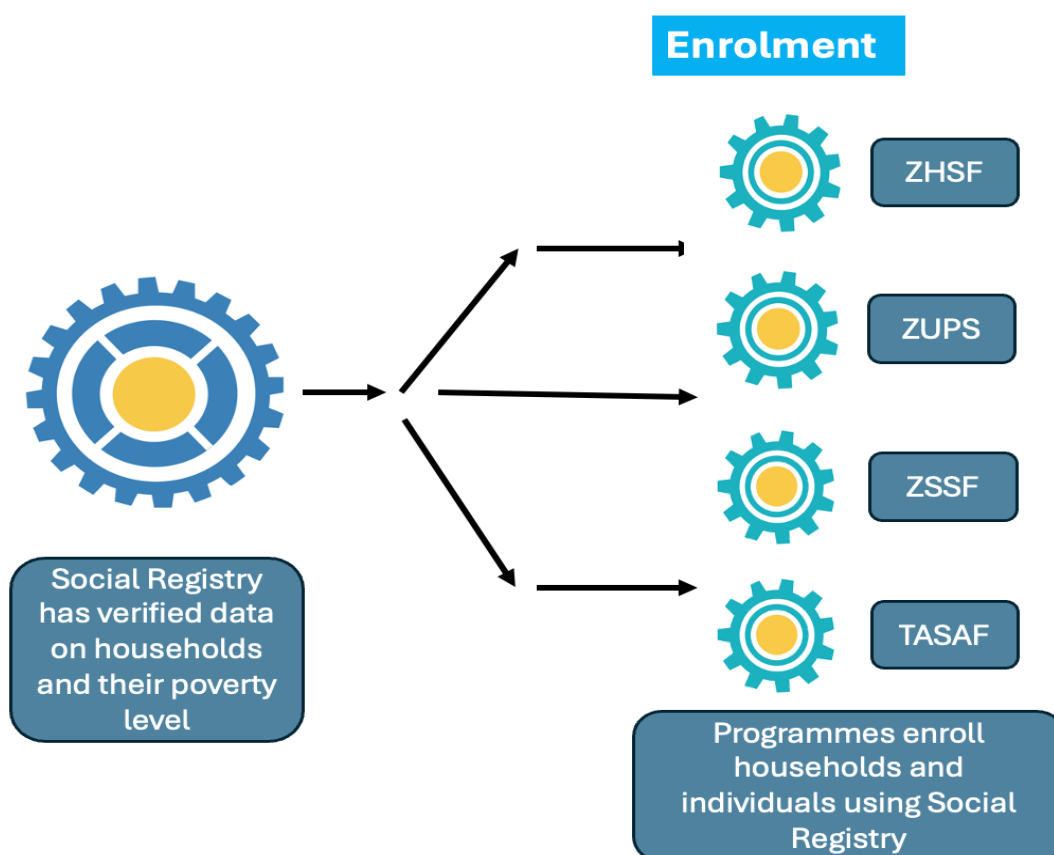 Enrolment
ZHSF
ZUPS
ZSSF
TASAF
Social Registry
has verified data
on households
and their poverty
level
Programmes enroll
households and
individuals using Social
Registry